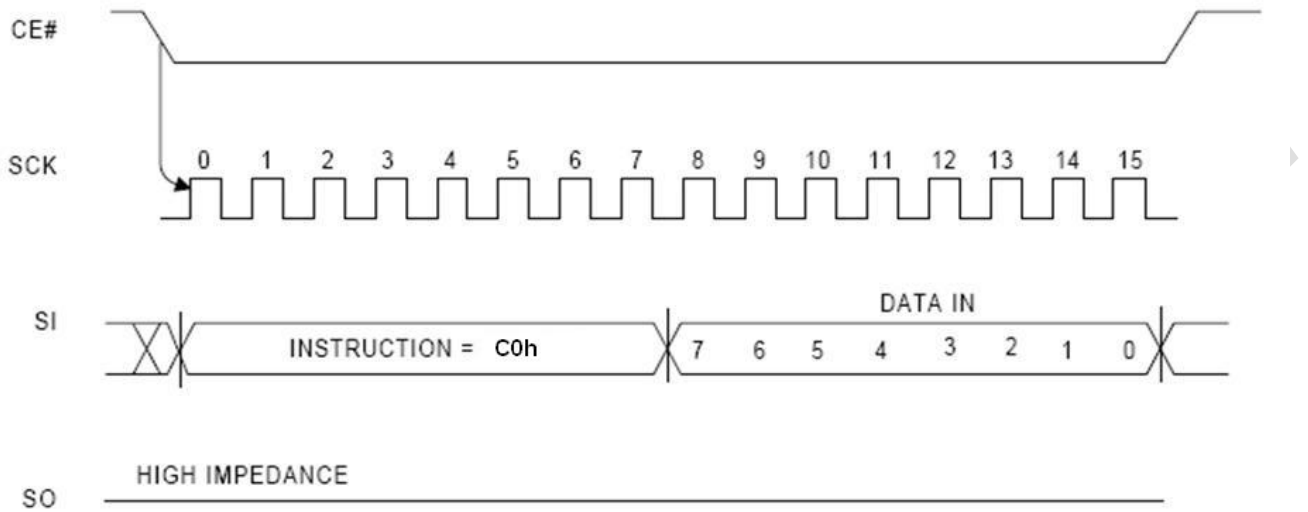 CE#
SCK 0 1 2 3 4 5 6 7 8 9 10 11 12 13 14 15
DATA IN
SI INSTRUCTION = C0h 7 6 5 4 3 2 1 0
HIGH IMPEDANCE
SO